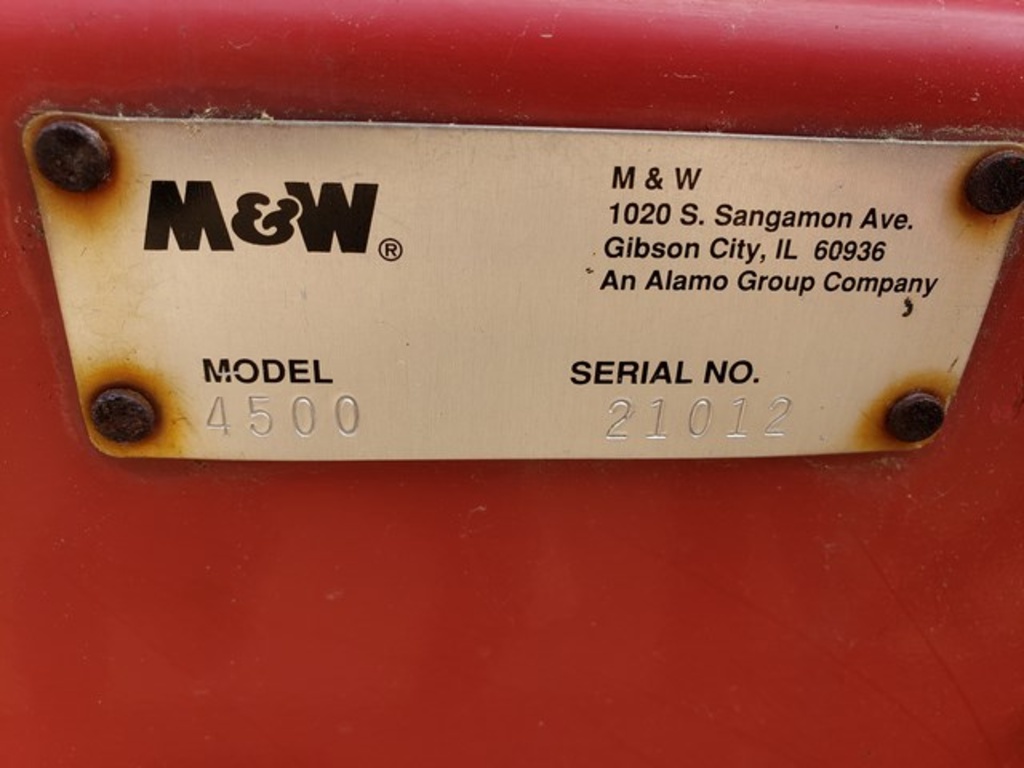 M&W®
M & W
1020 S. Sangamon Ave.
Gibson City, IL 60936
An Alamo Group Company
MODEL
4500
SERIAL NO.
21012